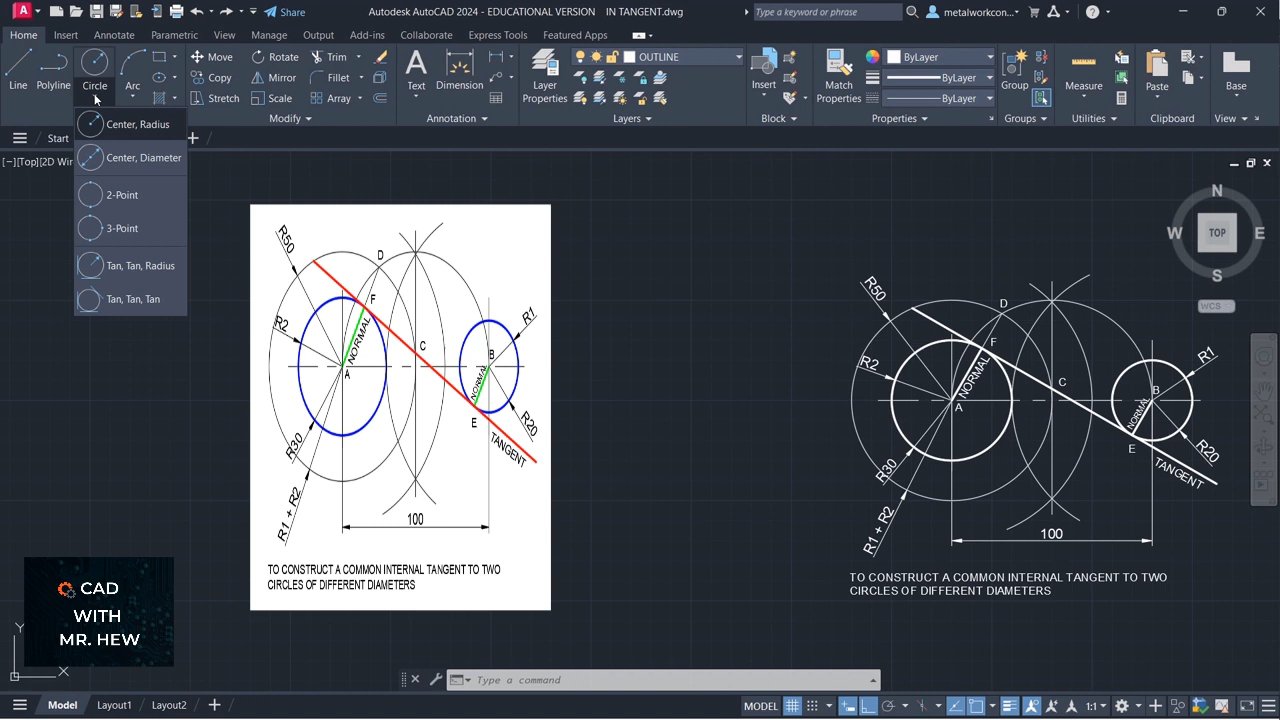 Share
Autodesk AutoCAD 2024 - EDUCATIONAL VERSION IN TANGENT.dwg
Type a keyword or phrase
metalworkcon...
Home Insert Annotate Parametric View Manage Output Add-ins Collaborate Express Tools Featured Apps
Line
Polyline
Circle
Arc
Move
Copy
Stretch
Rotate
Mirror
Scale
Trim
Fillet
Array
Modify
Text
Dimension
Annotation
Layer
Properties
OUTLINE
Layers
Insert
Block
Match
Properties
ByLayer
ByLayer
ByLayer
Properties
Group
Groups
Measure
Utilities
Paste
Clipboard
Base
View
Start
Center, Radius
Center, Diameter
2-Point
3-Point
Tan, Tan, Radius
Tan, Tan, Tan
[−][Top][2D Wir
N
W
TOP
E
S
WCS
R50
D
F
R2
NORMAL
A
C
R1
B
NORMAL
E
R20
TANGENT
R30
R1 + R2
100
TO CONSTRUCT A COMMON INTERNAL TANGENT TO TWO
CIRCLES OF DIFFERENT DIAMETERS
R50
D
F
R2
NORMAL
A
C
R1
B
NORMAL
E
R20
TANGENT
R30
R1 + R2
100
TO CONSTRUCT A COMMON INTERNAL TANGENT TO TWO
CIRCLES OF DIFFERENT DIAMETERS
CAD
WITH
MR. HEW
Y
X
Type a command
Model Layout1 Layout2
MODEL
1:1